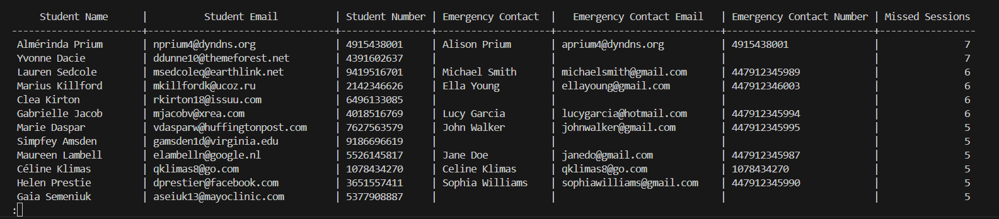 Student Name | Student Email | Student Number | Emergency Contact | Emergency Contact Email | Emergency Contact Number | Missed Sessions
-----------------------+---------------------------------+----------------+--------------------+-----------------------------+--------------------------+-----------------
Almérinda Prium | nprium4@dyndns.org | 4915438001 | Alison Prium | aprium4@dyndns.org | 4915438001 | 7
Yvonne Dacie | ddunne10@themeforest.net | 4391602637 | | | | 7
Lauren Sedcole | msedcoleq@earthlink.net | 9419516701 | Michael Smith | michaelsmith@gmail.com | 447912345989 | 6
Marius Killford | mkillfordk@ucoz.ru | 2142346626 | Ella Young | ellayoung@gmail.com | 447912346003 | 6
Clea Kirton | rkirton18@issuu.com | 6496133085 | | | | 6
Gabrielle Jacob | mjacobv@xrea.com | 4018516769 | Lucy Garcia | lucygarcia@hotmail.com | 447912345994 | 6
Marie Daspar | vdasparw@huffingtonpost.com | 7627563579 | John Walker | johnwalker@gmail.com | 447912345995 | 5
Simpfey Amsden | gamsden1d@virginia.edu | 9186696619 | | | | 5
Maureen Lambell | elambelln@google.nl | 5526145817 | Jane Doe | janedo@gmail.com | 447912345987 | 5
Céline Klimas | qklimas8@go.com | 1078434270 | Celine Klimas | qklimas8@go.com | 1078434270 | 5
Helen Prestie | dprestier@facebook.com | 3651557411 | Sophia Williams | sophiawilliams@gmail.com | 447912345990 | 5
Gaia Semeniuk | aseiuk13@mayoclinic.com | 5377908887 | | | | 5
: